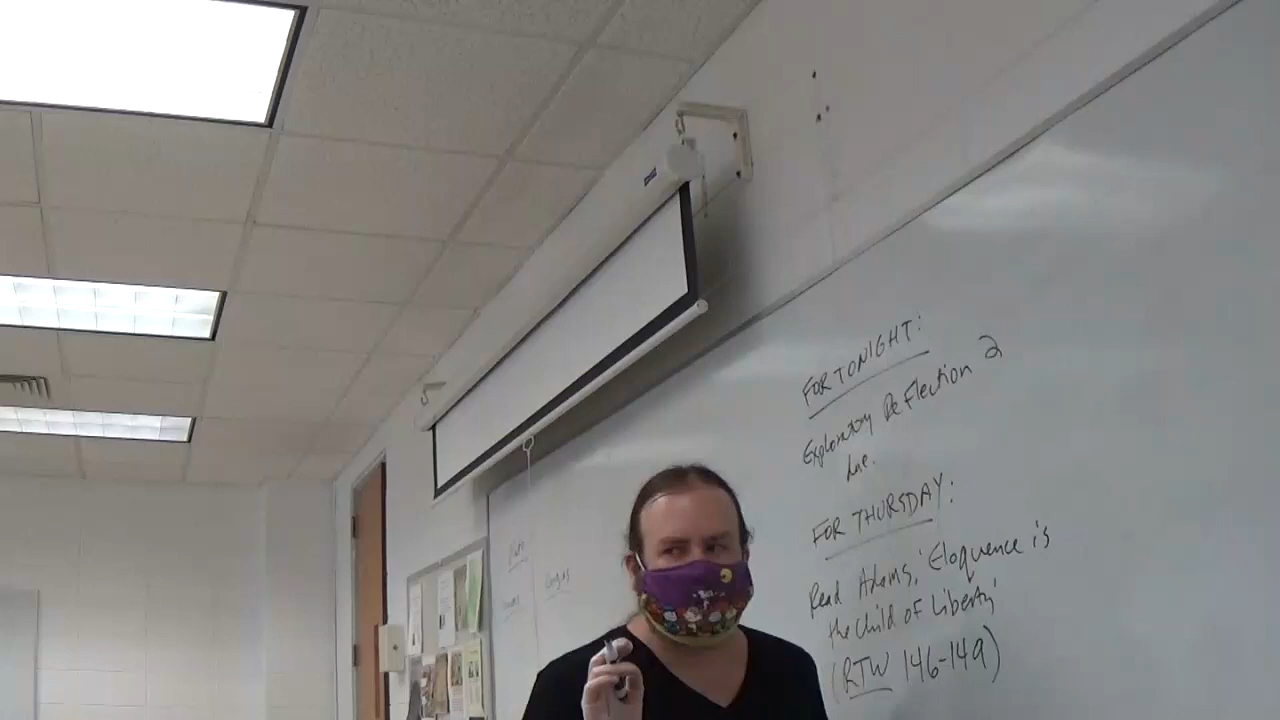 FOR TONIGHT:
Exploratory Reflection 2
due.
FOR THURSDAY:
Read Adams, 'Eloquence is
the Child of Liberty'
(RTW 146-149)